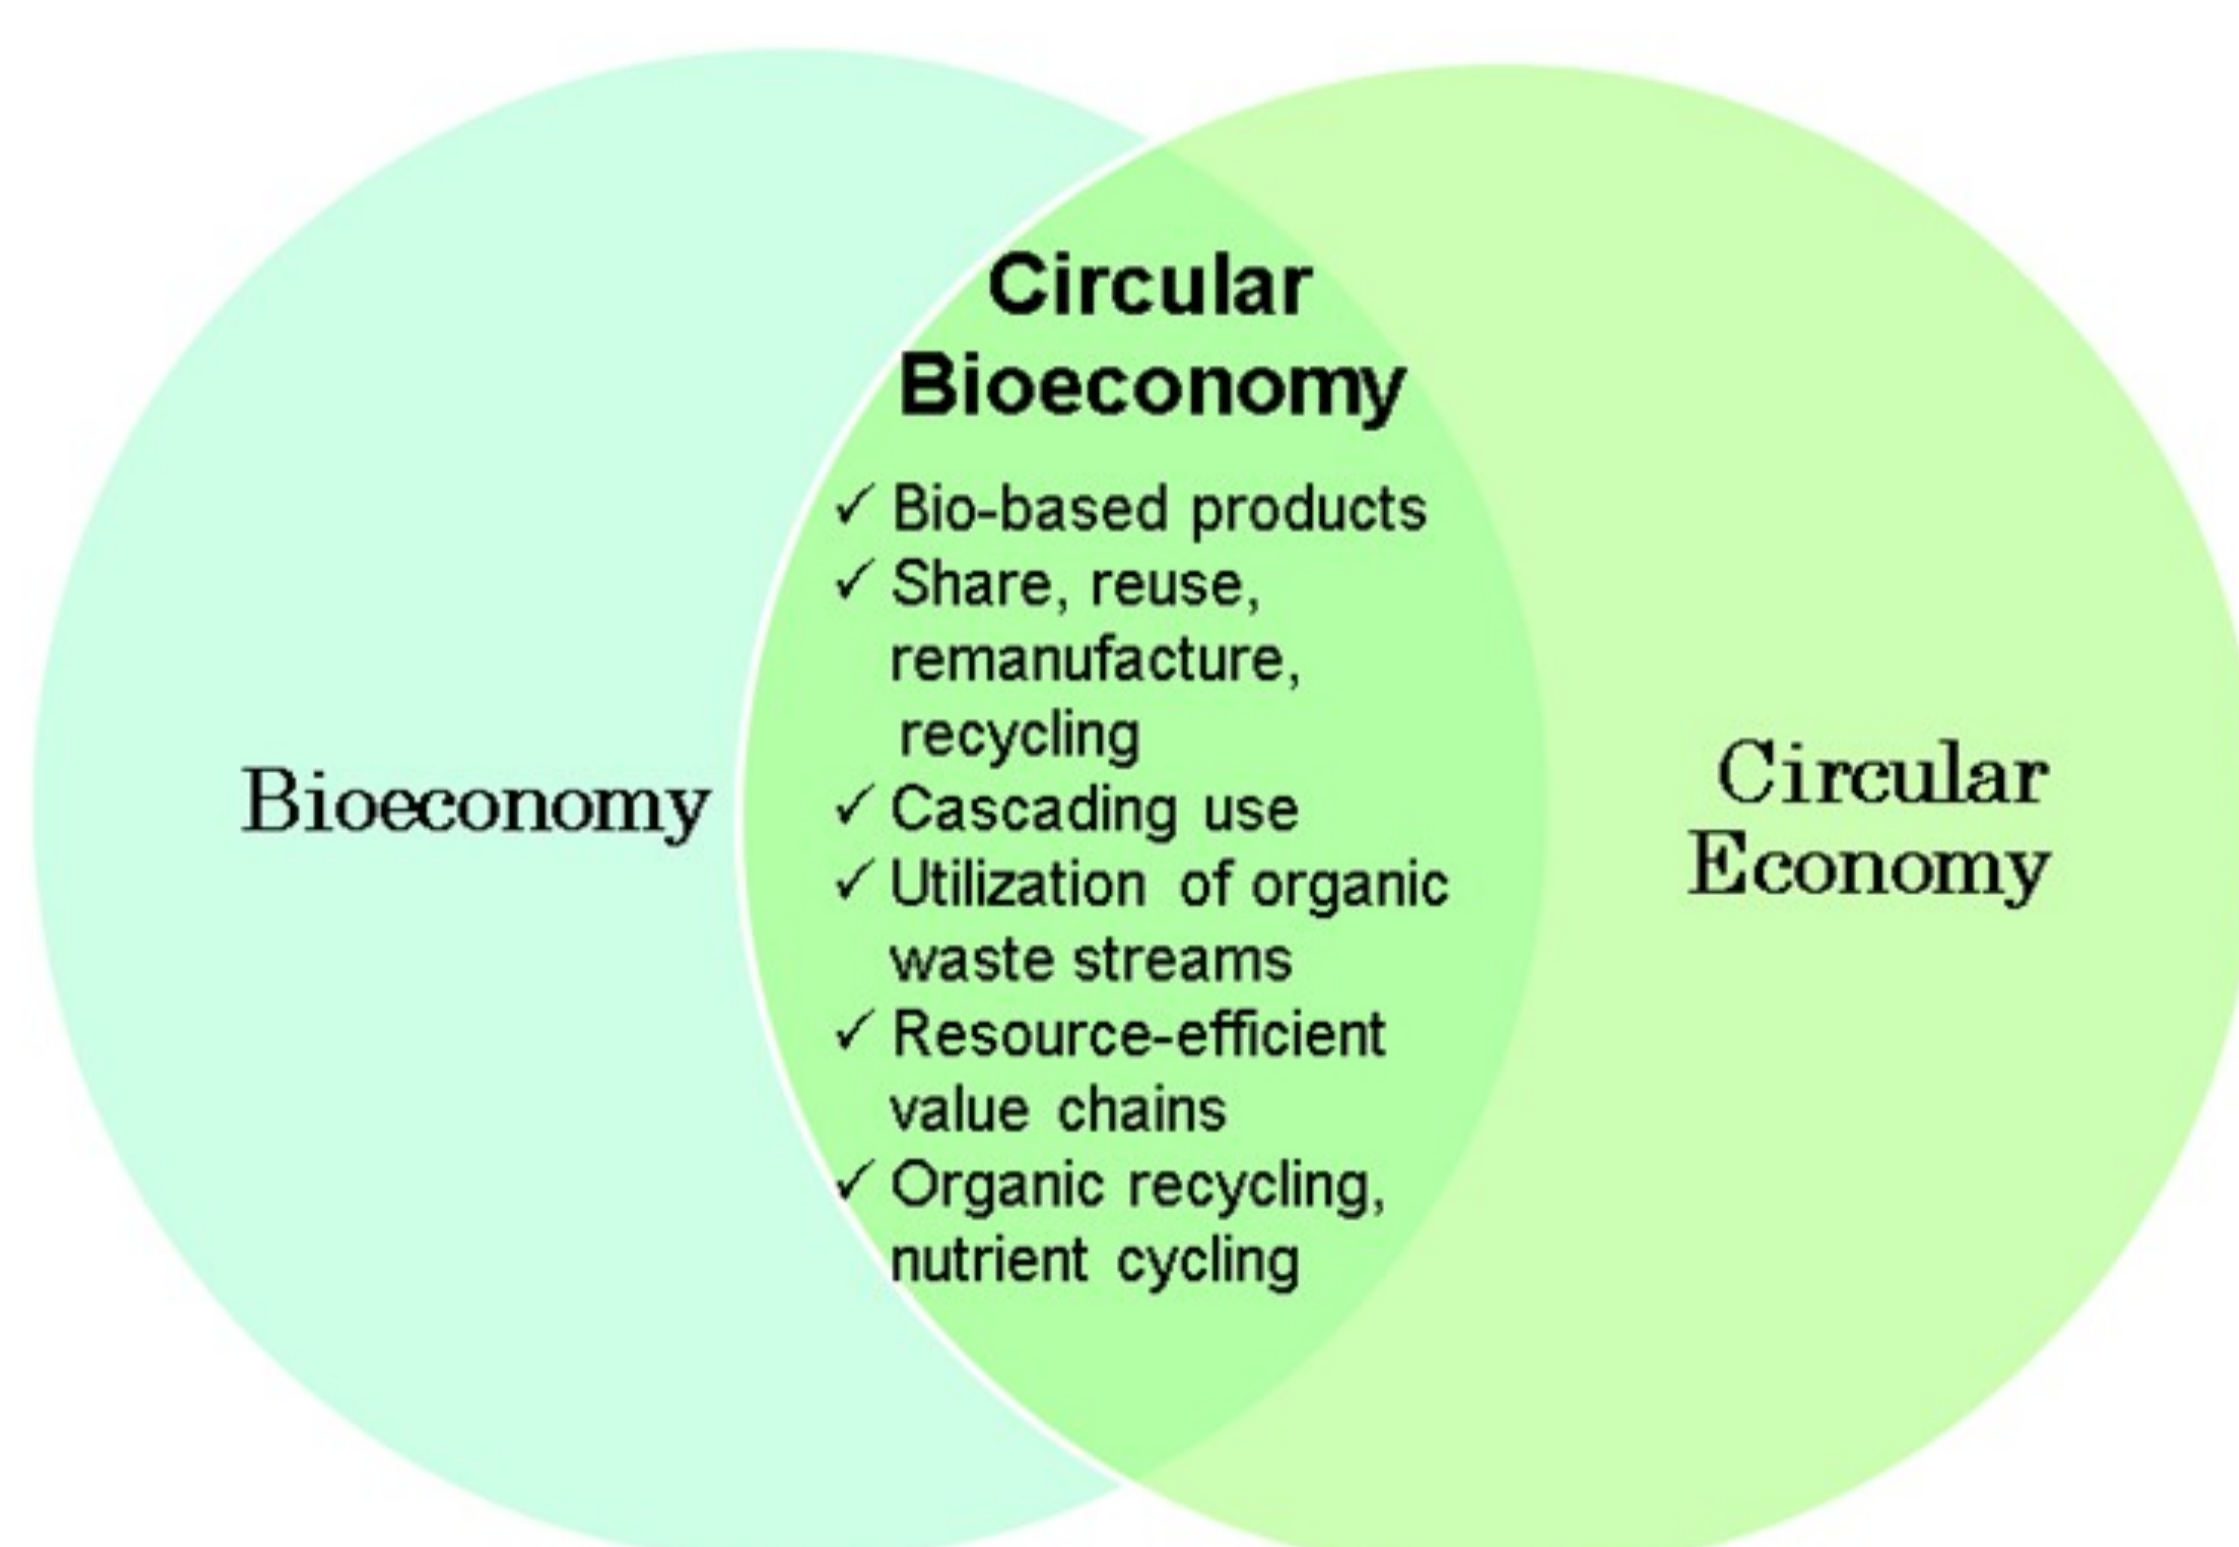 Circular
Bioeconomy
✓ Bio-based products
✓ Share, reuse,
remanufacture,
recycling
✓ Cascading use
✓ Utilization of organic
waste streams
✓ Resource-efficient
value chains
✓ Organic recycling,
nutrient cycling
Bioeconomy
Circular
Economy